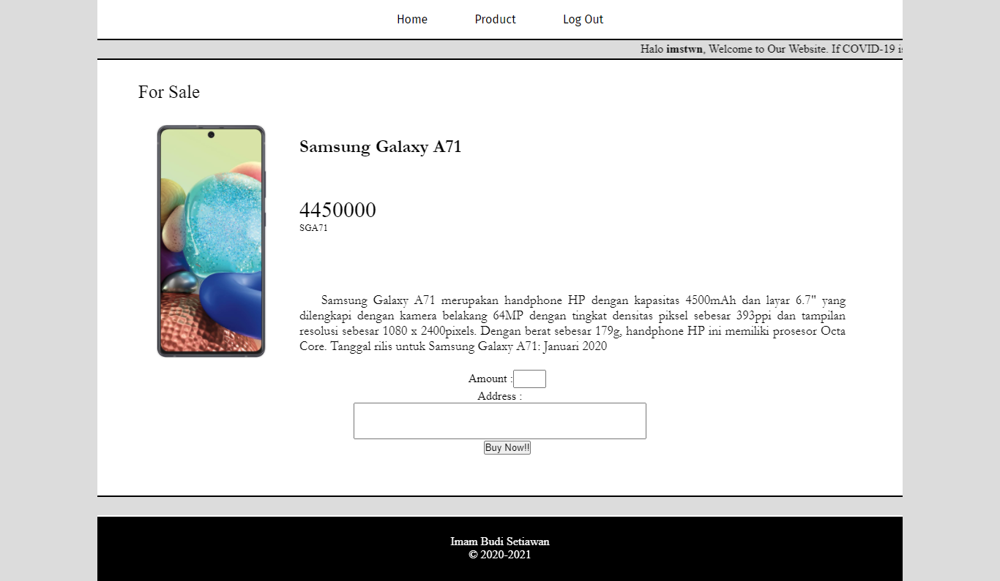 Home Product Log Out
Halo imstwn, Welcome to Our Website. If COVID-19
For Sale
Samsung Galaxy A71
4450000
SGA71
Samsung Galaxy A71 merupakan handphone HP dengan kapasitas 4500mAh dan layar 6.7" yang
dilengkapi dengan kamera belakang 64MP dengan tingkat densitas piksel sebesar 393ppi dan tampilan
resolusi sebesar 1080 x 2400pixels. Dengan berat sebesar 179g, handphone HP ini memiliki prosesor Octa
Core. Tanggal rilis untuk Samsung Galaxy A71: Januari 2020
Amount :
Address :
Buy Now!!
Imam Budi Setiawan
© 2020-2021